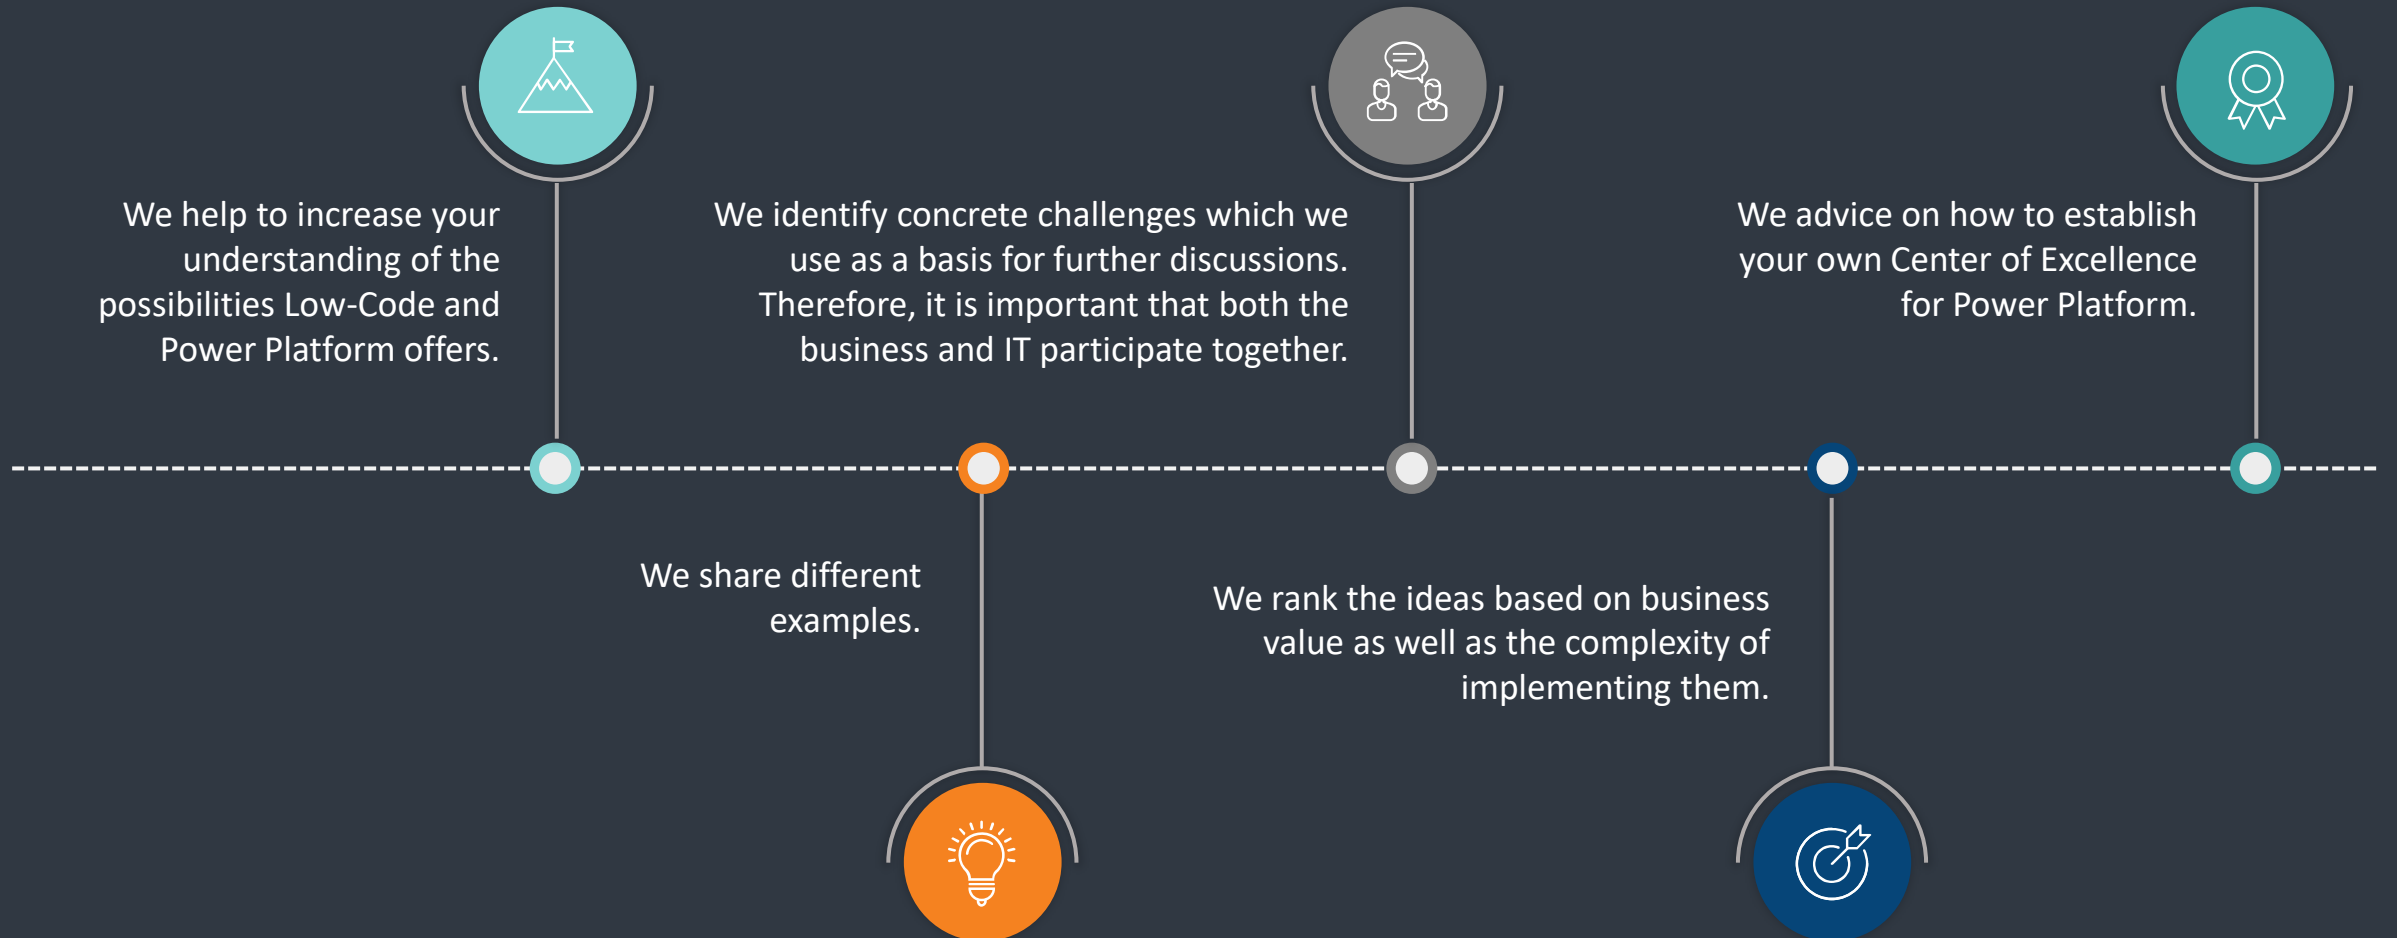 We help to increase your
understanding of the
possibilities Low-Code and
Power Platform offers.
We share different
examples.
We identify concrete challenges which we
use as a basis for further discussions.
Therefore, it is important that both the
business and IT participate together.
We rank the ideas based on business
value as well as the complexity of
implementing them.
We advice on how to establish
your own Center of Excellence
for Power Platform.